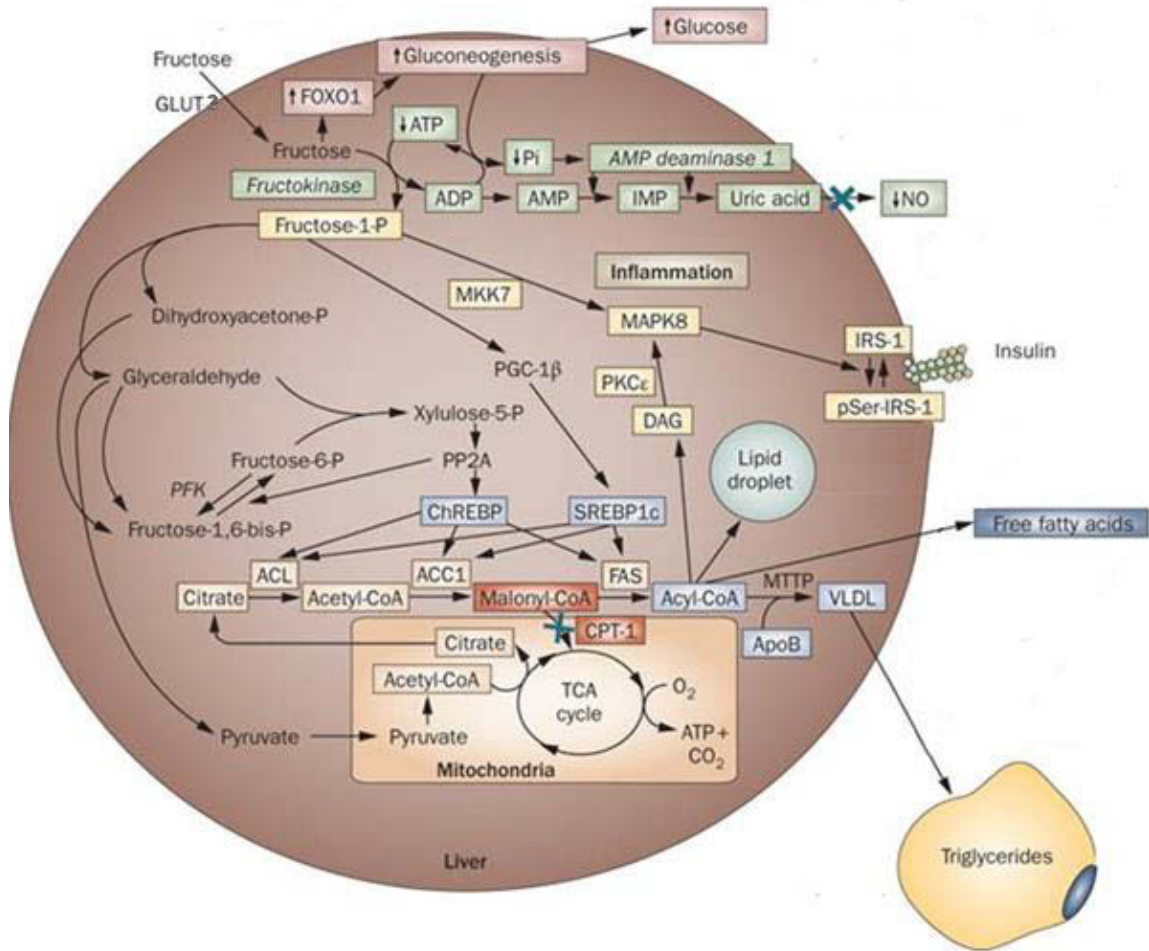 ↑Glucose
Fructose
↑Gluconeogenesis
GLUT2
↑FOXO1
↓ATP
Fructose
↓Pi
AMP deaminase 1
Fructokinase
ADP
AMP
IMP
Uric acid
↓NO
Fructose-1-P
Inflammation
MKK7
Dihydroxyacetone-P
MAPK8
IRS-1
Insulin
PGC-1β
Glyceraldehyde
PKCε
pSer-IRS-1
Xylulose-5-P
DAG
Fructose-6-P
PP2A
Lipid
droplet
PFK
Fructose-1,6-bis-P
ChREBP
SREBP1c
Free fatty acids
ACL
ACC1
FAS
MTTP
Citrate
Acetyl-CoA
Malonyl-CoA
Acyl-CoA
VLDL
Citrate
CPT-1
ApoB
Acetyl-CoA
TCA
cycle
O2
Pyruvate
Pyruvate
ATP +
CO2
Mitochondria
Liver
Triglycerides